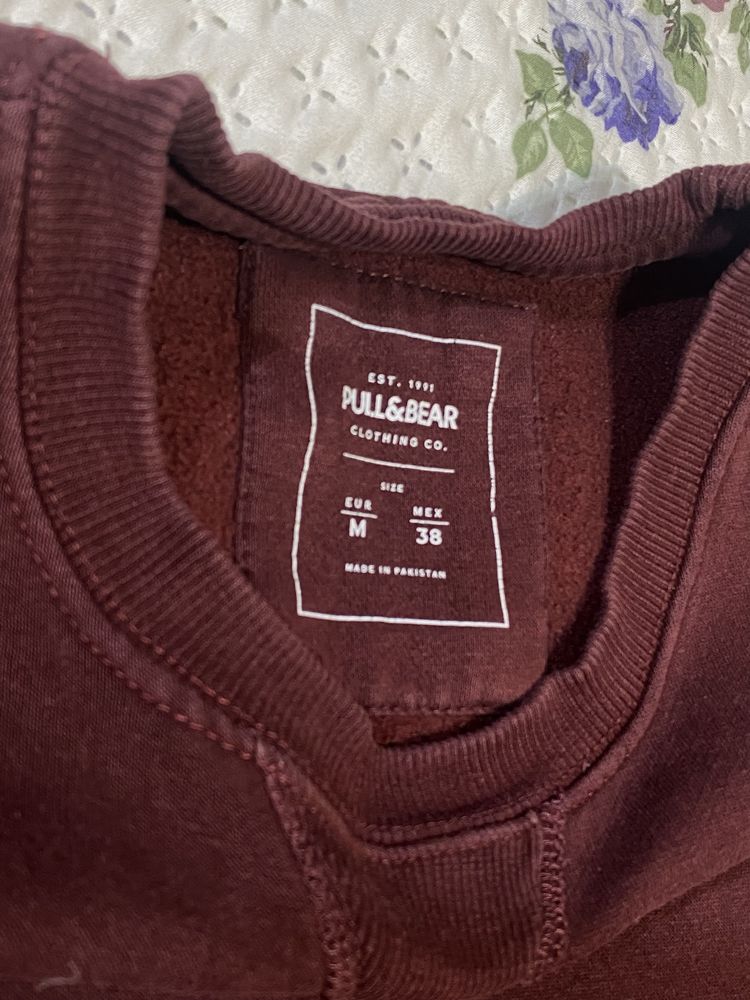 EST. 1991
PULL&BEAR
CLOTHING CO.
SIZE
EUR MEX
M 38
MADE IN PAKISTAN